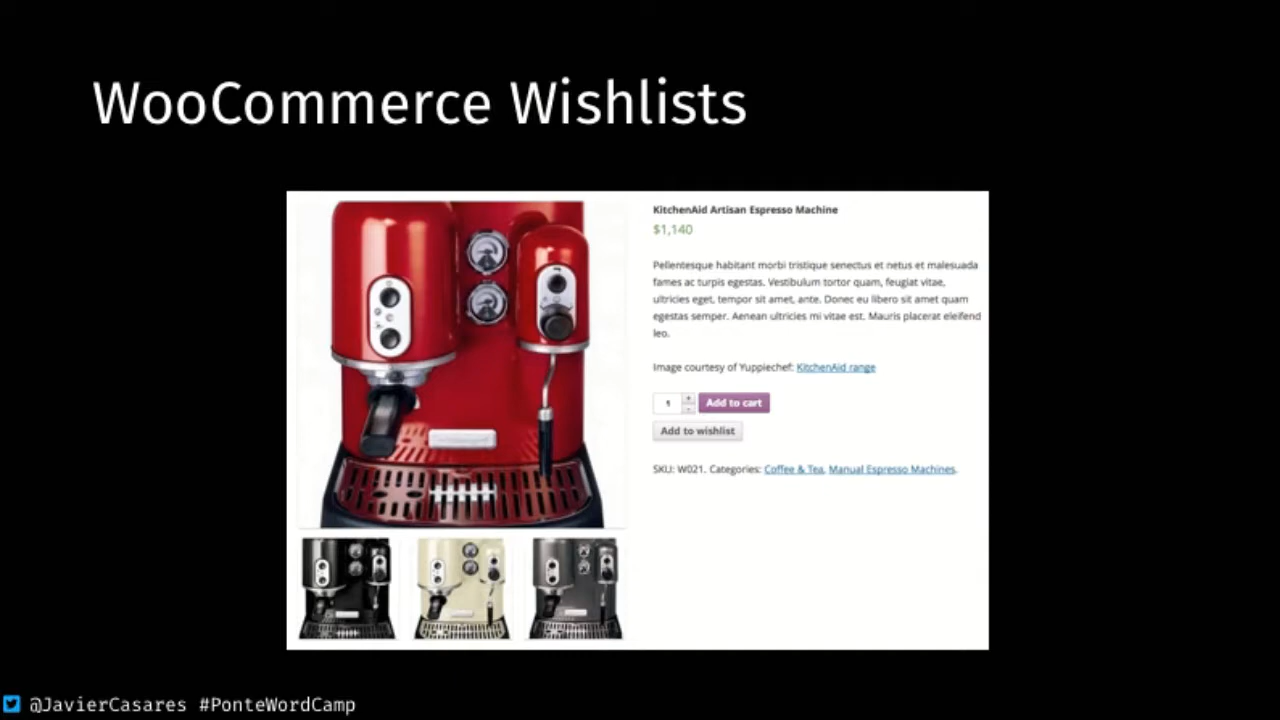 WooCommerce Wishlists
KitchenAid Artisan Espresso Machine
$1,140
Pellentesque habitant morbi tristique senectus et netus et malesuada
fames ac turpis egestas. Vestibulum tortor quam, feugiat vitae,
ultricies eget, tempor sit amet, ante. Donec eu libero sit amet quam
egestas semper. Aenean ultricies mi vitae est. Mauris placerat eleifend
leo.
Image courtesy of Yuppiechef: KitchenAid range
1 + - Add to cart
Add to wishlist
SKU: W021. Categories: Coffee & Tea, Manual Espresso Machines.
@JavierCasares #PonteWordCamp